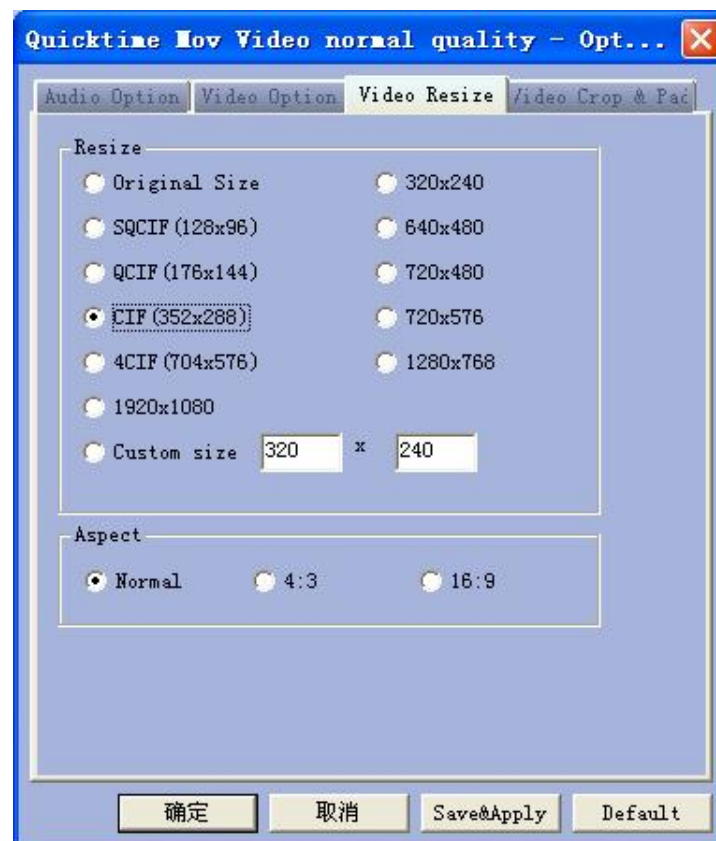 Quicktime Mov Video normal quality - Opt...
Audio Option Video Option Video Resize Video Crop & Pad
Resize
Original Size 320x240
SQCIF(128x96) 640x480
QCIF(176x144) 720x480
CIF(352x288) 720x576
4CIF(704x576) 1280x768
1920x1080
Custom size 320 x 240
Aspect
Normal 4:3 16:9
确定 取消 Save&Apply Default